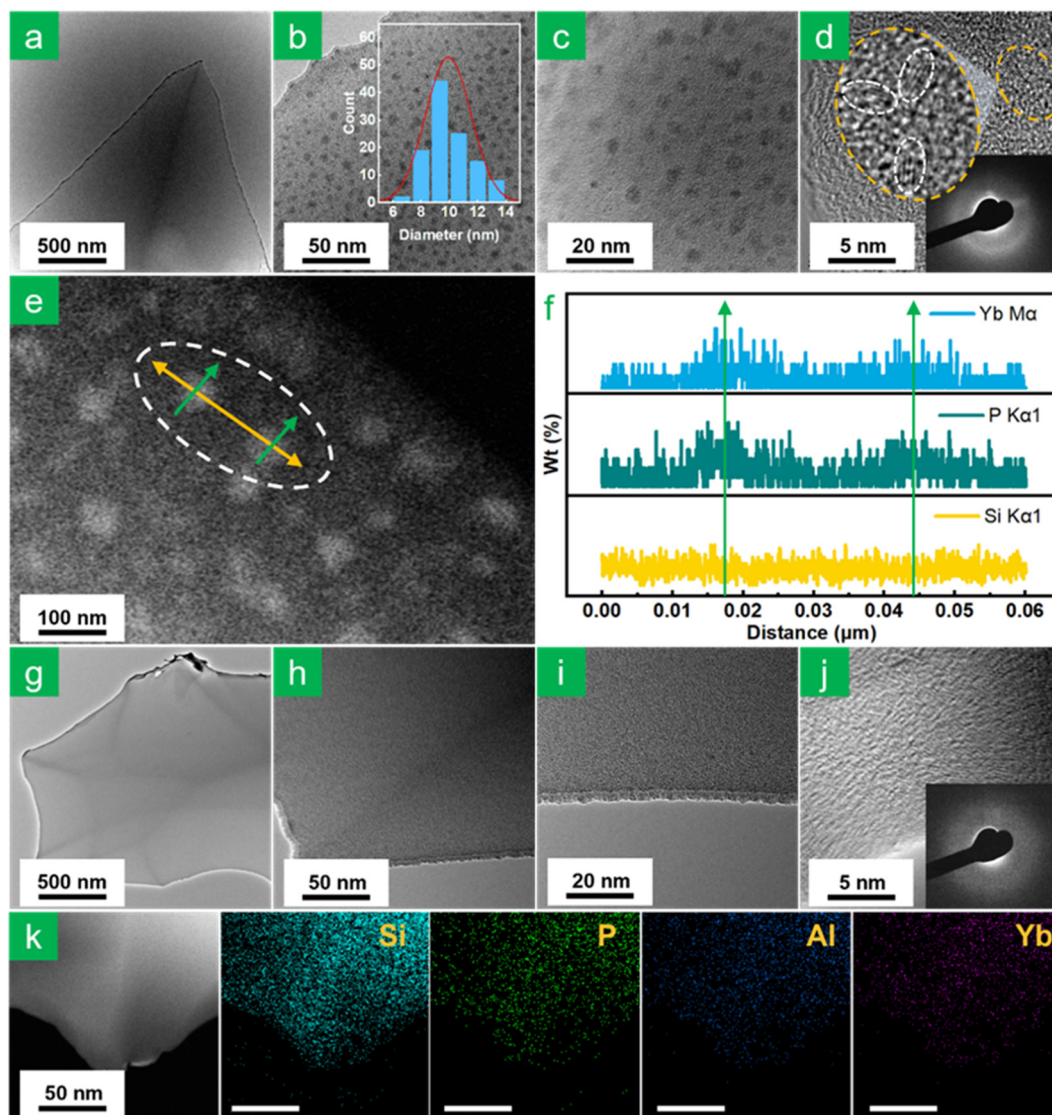 a
500 nm
b
60
50
40
30
20
10
0
Count
6 8 10 12 14
Diameter (nm)
50 nm
c
20 nm
d
5 nm
e
100 nm
f
Yb Mα
P Kα1
Si Kα1
Wt (%)
0.00 0.01 0.02 0.03 0.04 0.05 0.06
Distance (μm)
g
500 nm
h
50 nm
i
20 nm
j
5 nm
k
50 nm
Si
P
Al
Yb